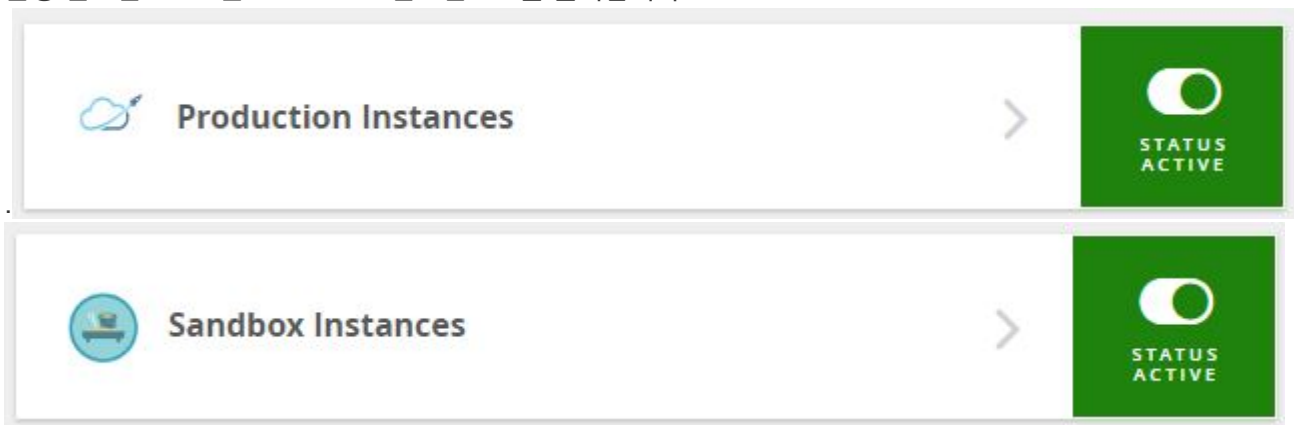 Production Instances
STATUS
ACTIVE
.
Sandbox Instances
STATUS
ACTIVE